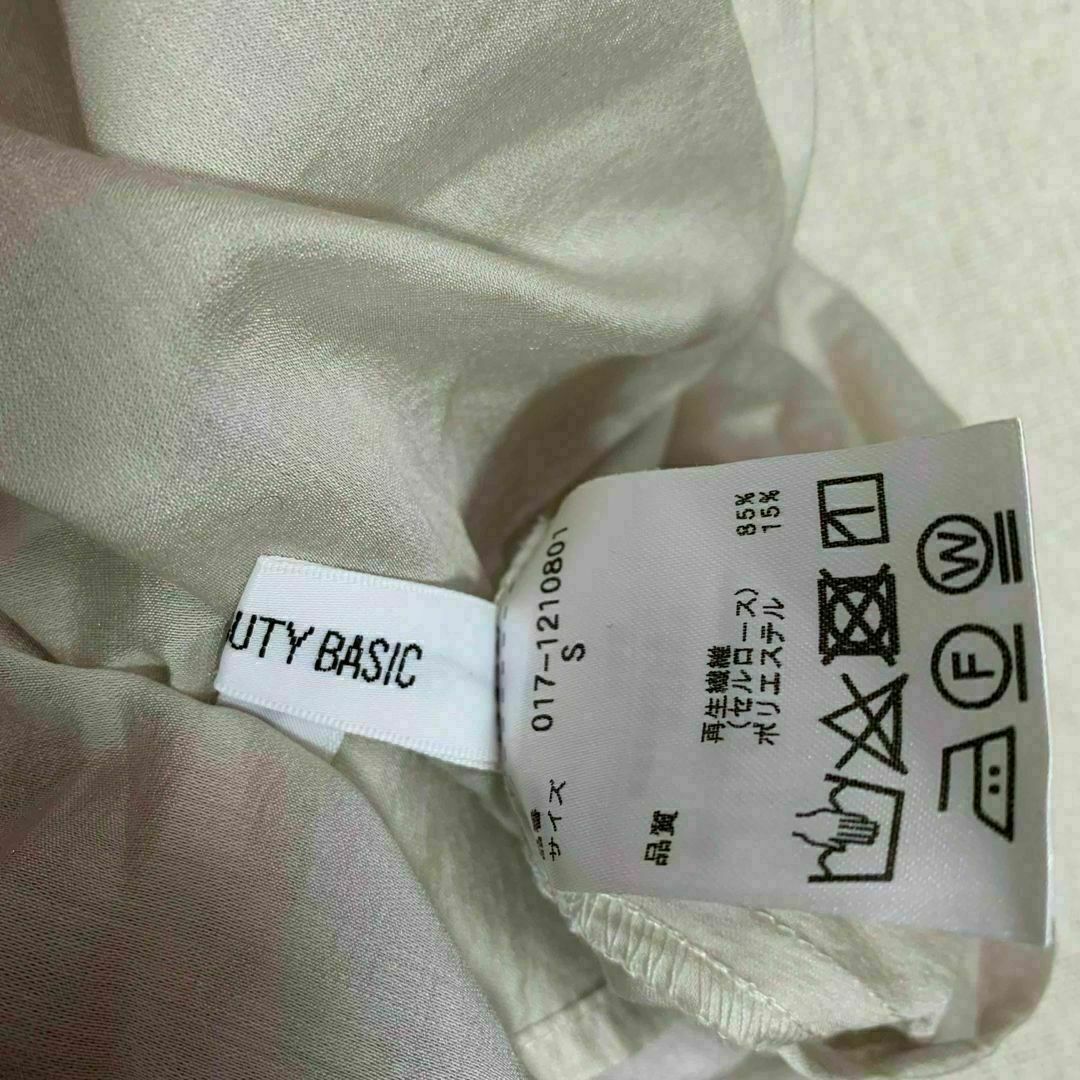 UTY BASIC
品番 017-1210801
サイズ S
品質
再生繊維 85%
(セルロース)
ポリエステル 15%
W
F